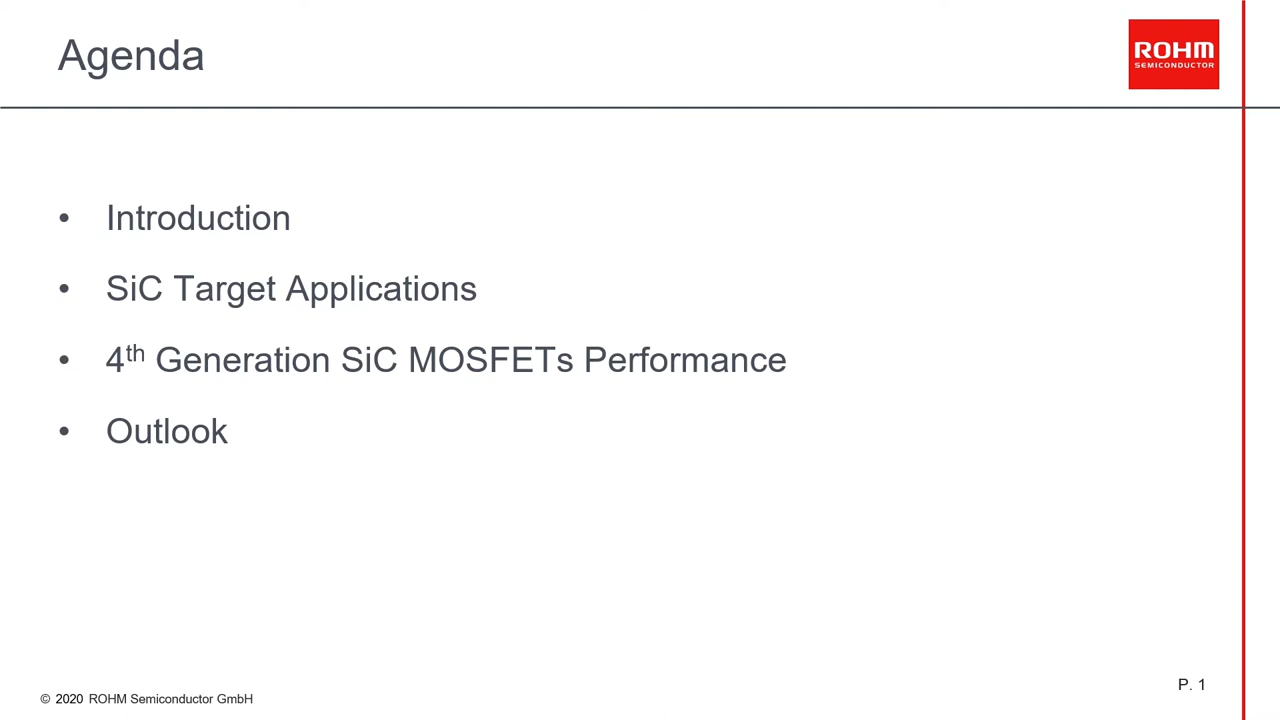 Agenda
ROHM
SEMICONDUCTOR
• Introduction
• SiC Target Applications
• 4th Generation SiC MOSFETs Performance
• Outlook
P. 1
© 2020 ROHM Semiconductor GmbH